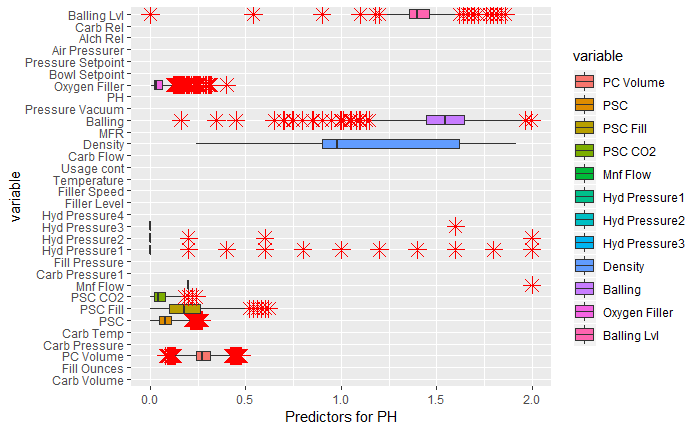 variable
Balling Lvl
Carb Rel
Alch Rel
Air Pressurer
Pressure Setpoint
Bowl Setpoint
Oxygen Filler
PH
Pressure Vacuum
Balling
MFR
Density
Carb Flow
Usage cont
Temperature
Filler Speed
Filler Level
Hyd Pressure4
Hyd Pressure3
Hyd Pressure2
Hyd Pressure1
Fill Pressure
Carb Pressure1
Mnf Flow
PSC CO2
PSC Fill
PSC
Carb Temp
Carb Pressure
PC Volume
Fill Ounces
Carb Volume
0.0 0.5 1.0 1.5 2.0
Predictors for PH
variable
PC Volume
PSC
PSC Fill
PSC CO2
Mnf Flow
Hyd Pressure1
Hyd Pressure2
Hyd Pressure3
Density
Balling
Oxygen Filler
Balling Lvl